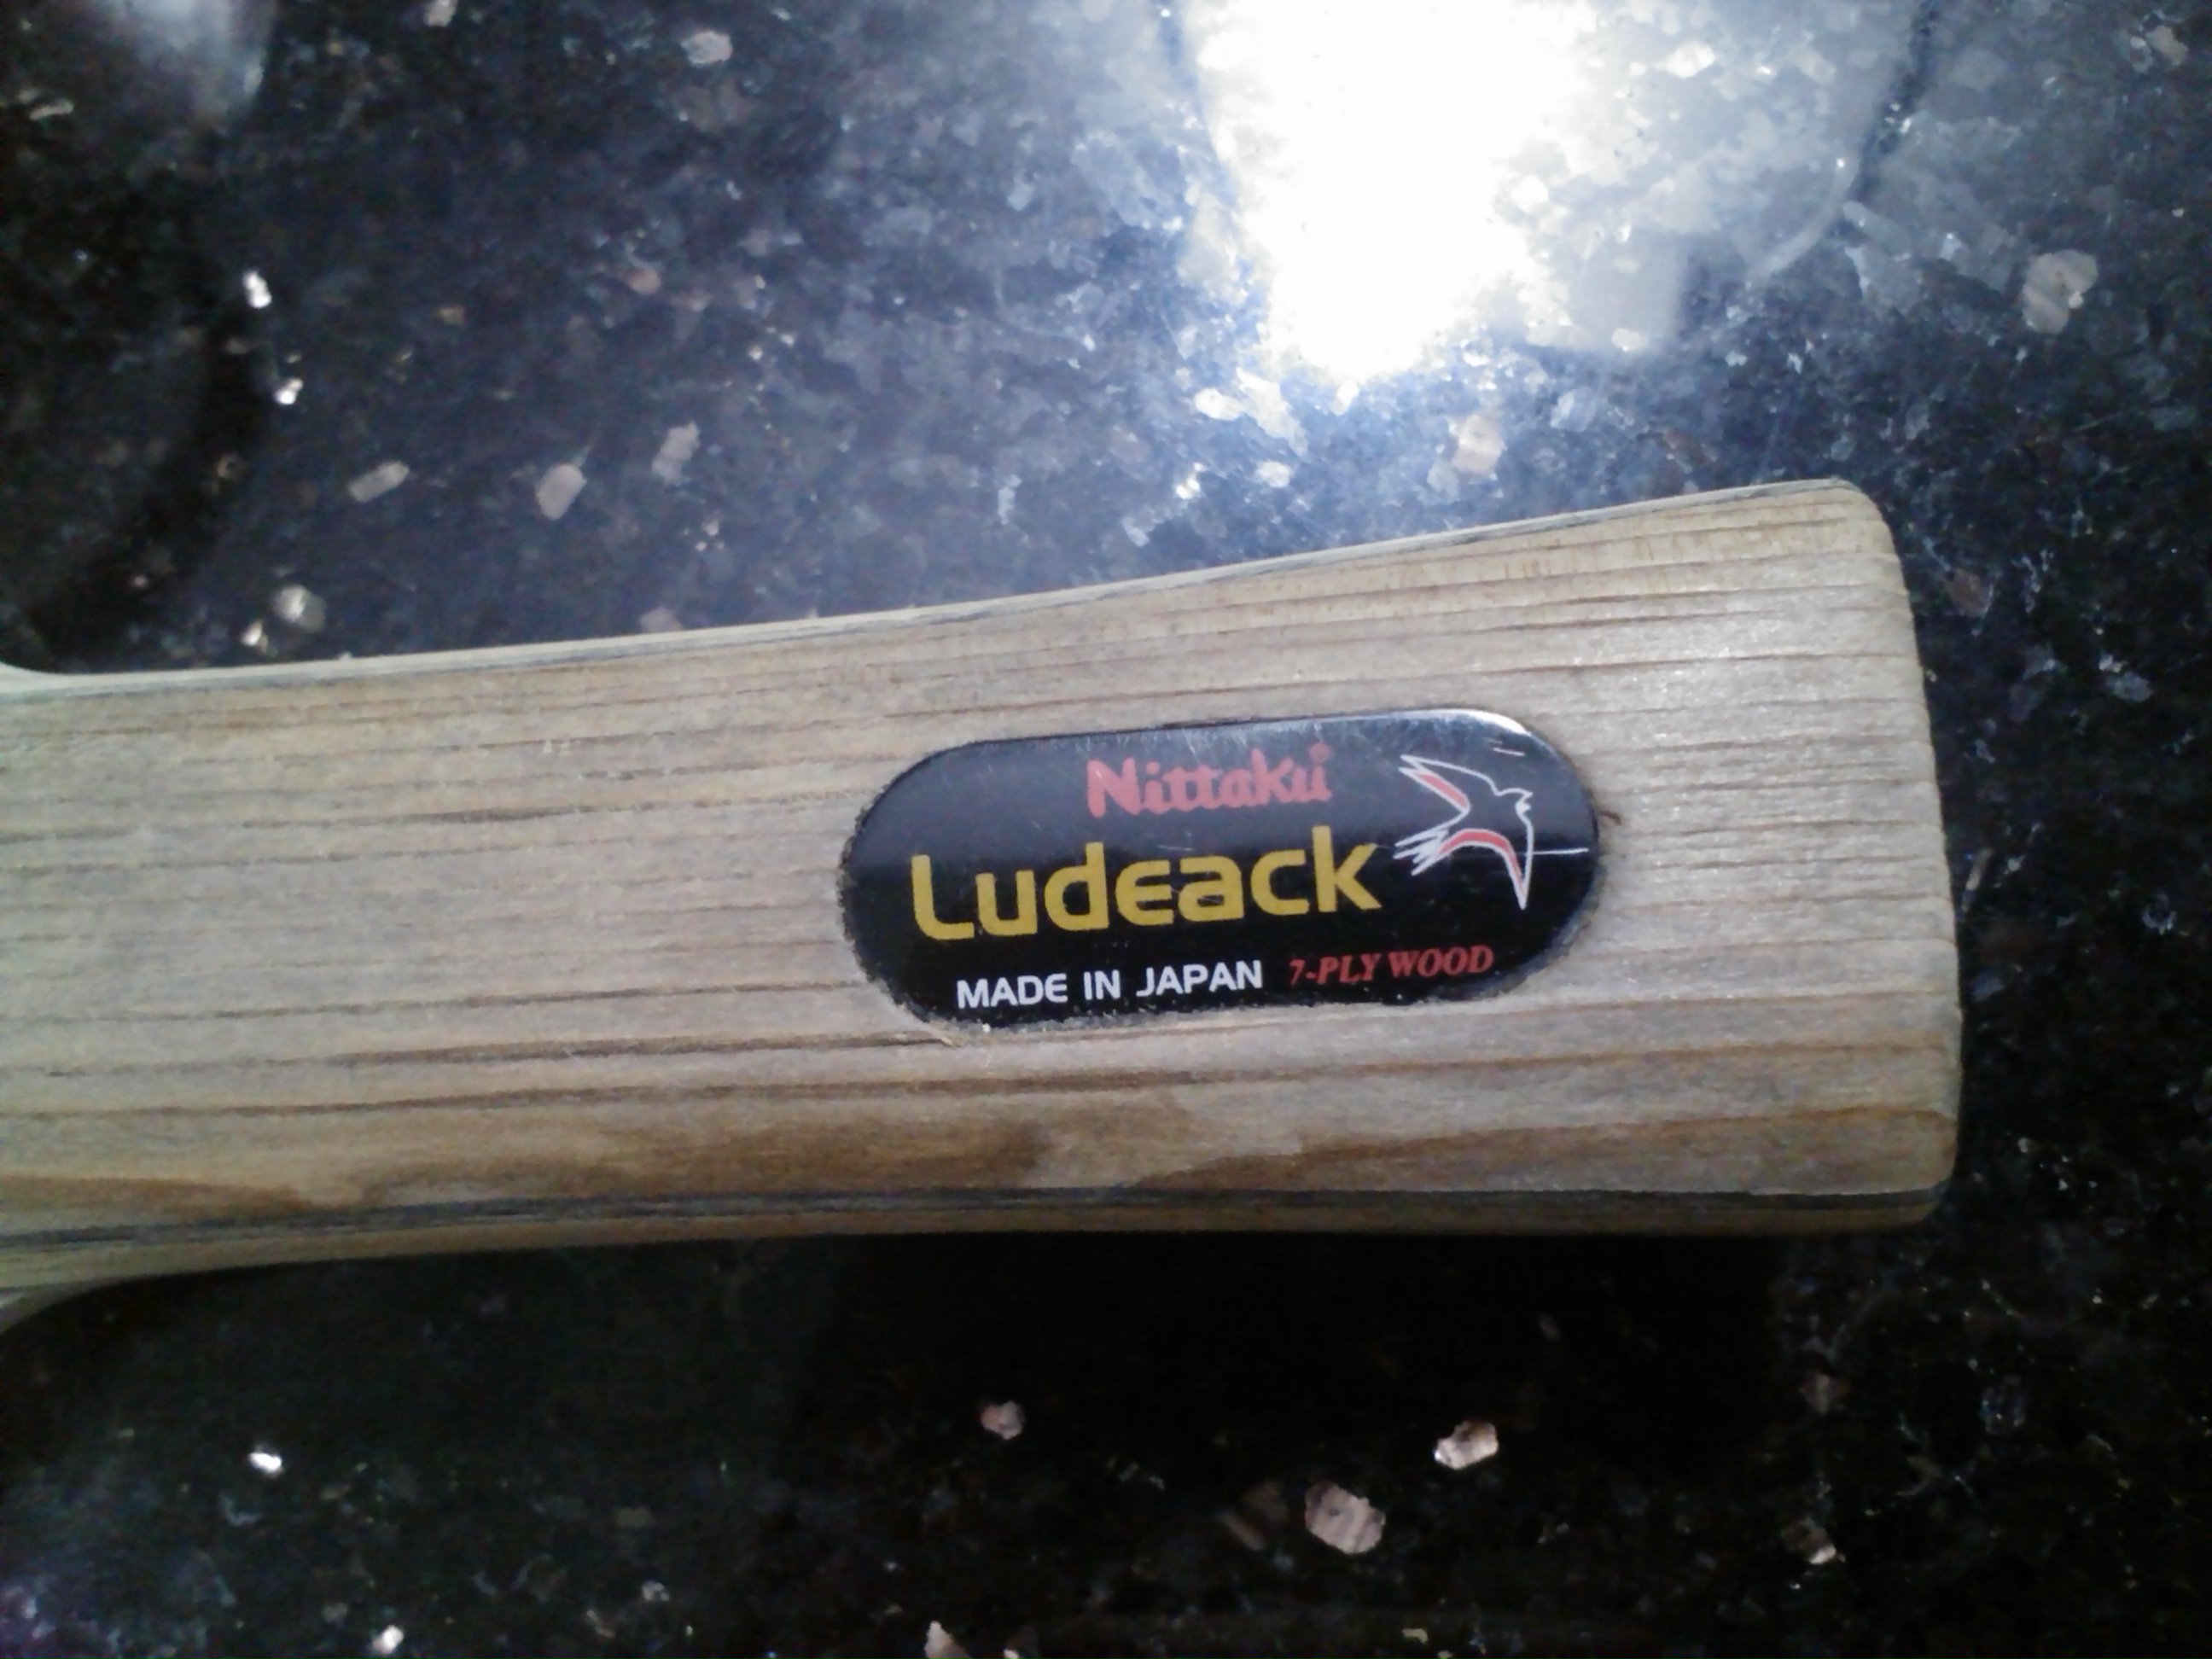 Nittaku
Ludeack
MADE IN JAPAN 7-PLY WOOD